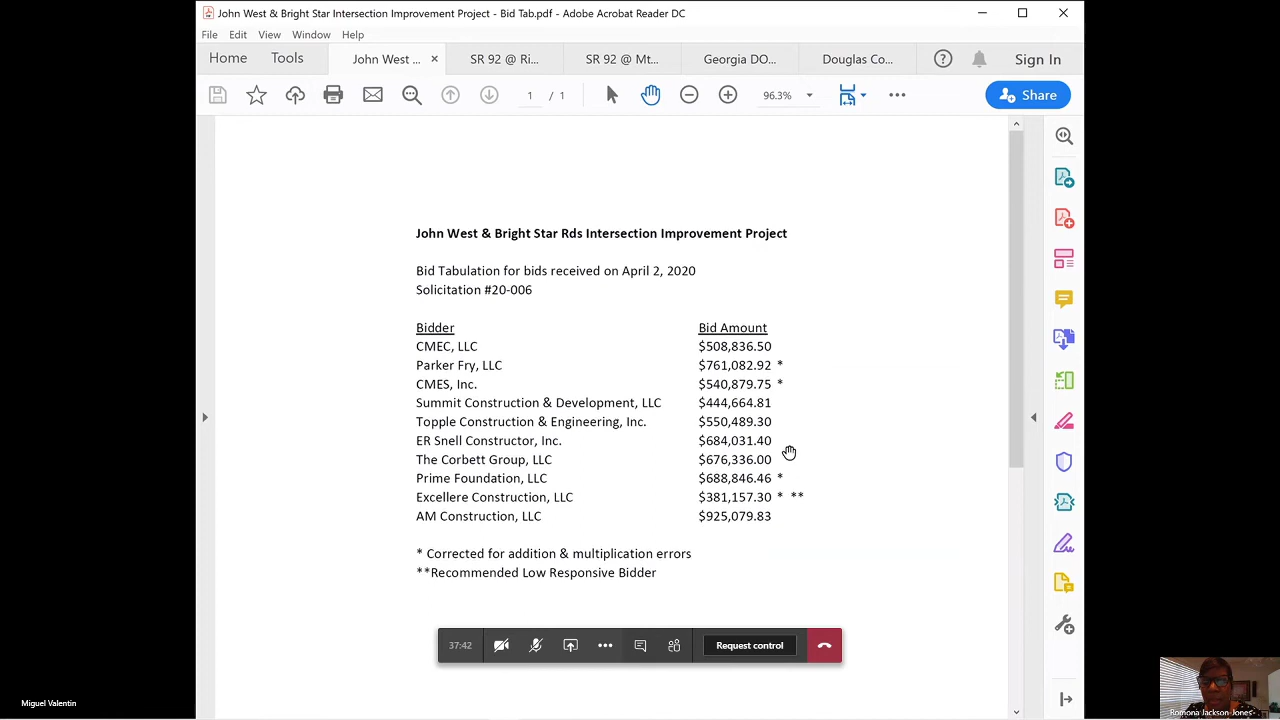 John West & Bright Star Intersection Improvement Project - Bid Tab.pdf - Adobe Acrobat Reader DC
File Edit View Window Help
Home Tools John West ... × SR 92 @ Ri... SR 92 @ Mt... Georgia DO... Douglas Co... Sign In
1 / 1 96.3% Share
John West & Bright Star Rds Intersection Improvement Project
Bid Tabulation for bids received on April 2, 2020
Solicitation #20-006
Bidder Bid Amount
CMEC, LLC $508,836.50
Parker Fry, LLC $761,082.92 *
CMES, Inc. $540,879.75 *
Summit Construction & Development, LLC $444,664.81
Topple Construction & Engineering, Inc. $550,489.30
ER Snell Constructor, Inc. $684,031.40
The Corbett Group, LLC $676,336.00
Prime Foundation, LLC $688,846.46 *
Excellere Construction, LLC $381,157.30 * **
AM Construction, LLC $925,079.83
* Corrected for addition & multiplication errors
**Recommended Low Responsive Bidder
37:42 Request control
Miguel Valentin
Romona Jackson-Jones-